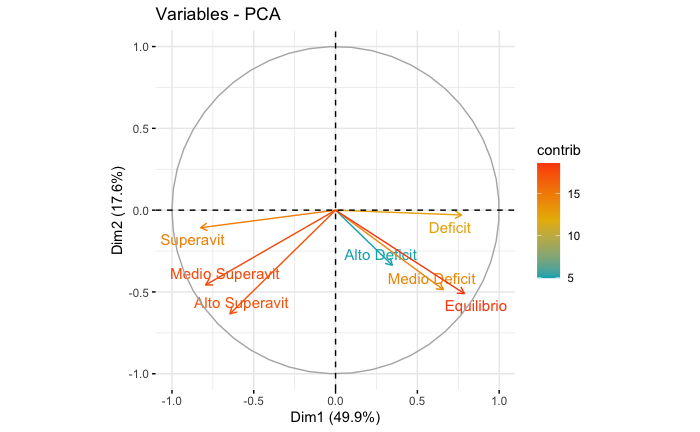 Variables - PCA
1.0
0.5
0.0
-0.5
-1.0
Dim2 (17.6%)
Superavit
Medio Superavit
Alto Superavit
Deficit
Alto Deficit
Medio Deficit
Equilibrio
-1.0
-0.5
0.0
0.5
1.0
Dim1 (49.9%)
contrib
15
10
5